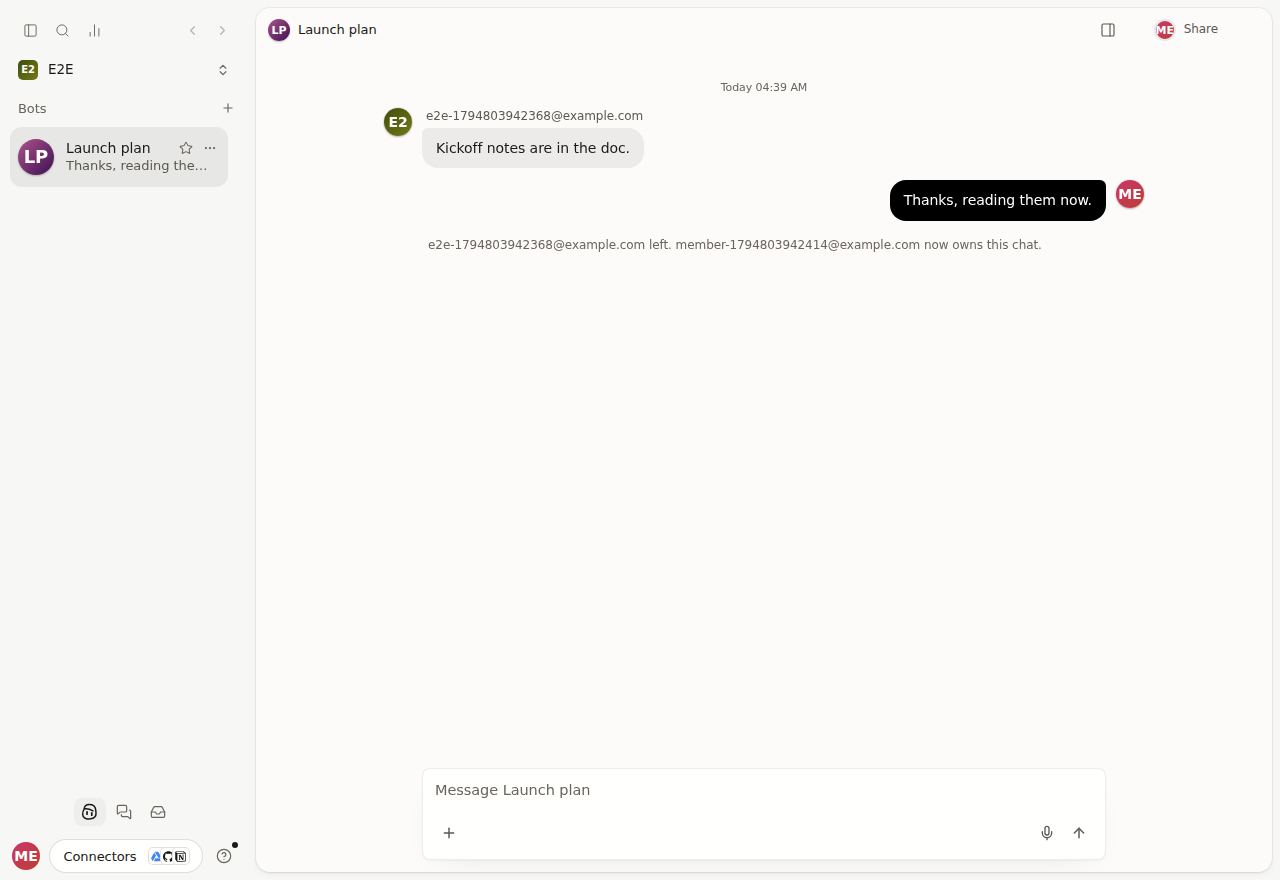 LP Launch plan
ME Share
E2 E2E
Bots
LP Launch plan
Thanks, reading the…
Today 04:39 AM
E2 e2e-1794803942368@example.com
Kickoff notes are in the doc.
Thanks, reading them now. ME
e2e-1794803942368@example.com left. member-1794803942414@example.com now owns this chat.
Message Launch plan
ME Connectors